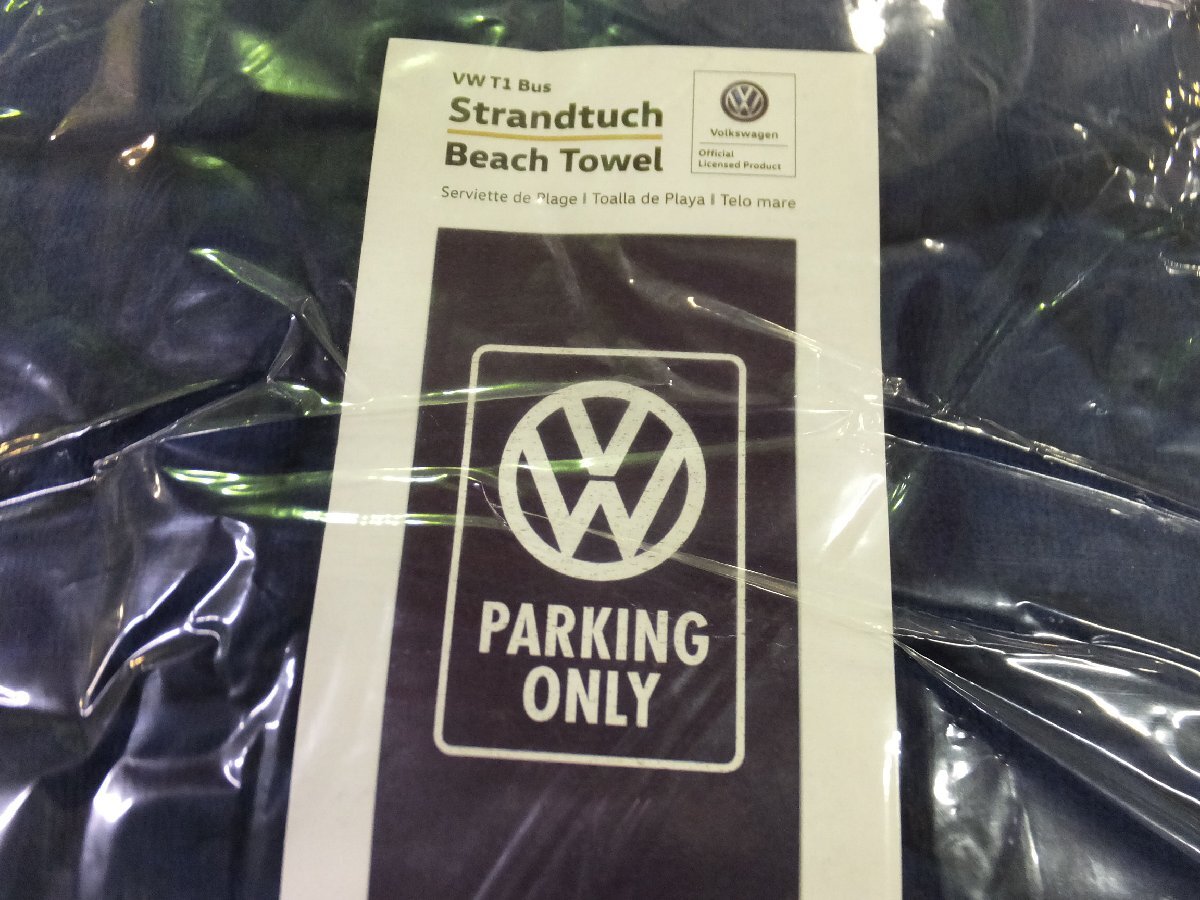 VW T1 Bus
Strandtuch
Beach Towel
Serviette de Plage | Toalla de Playa | Telo mare
Volkswagen
Official
Licensed Product
PARKING
ONLY